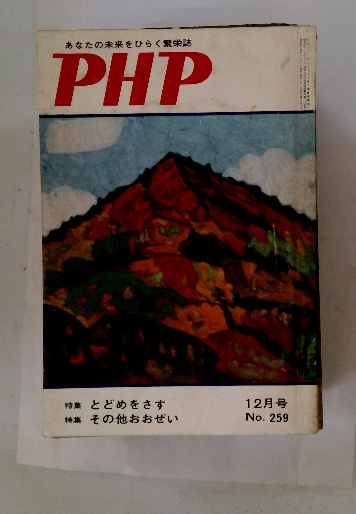 あなたの未来をひらく繁栄誌
PHP
特集 とどめをさす
特集 その他おおぜい
12月号
No. 259